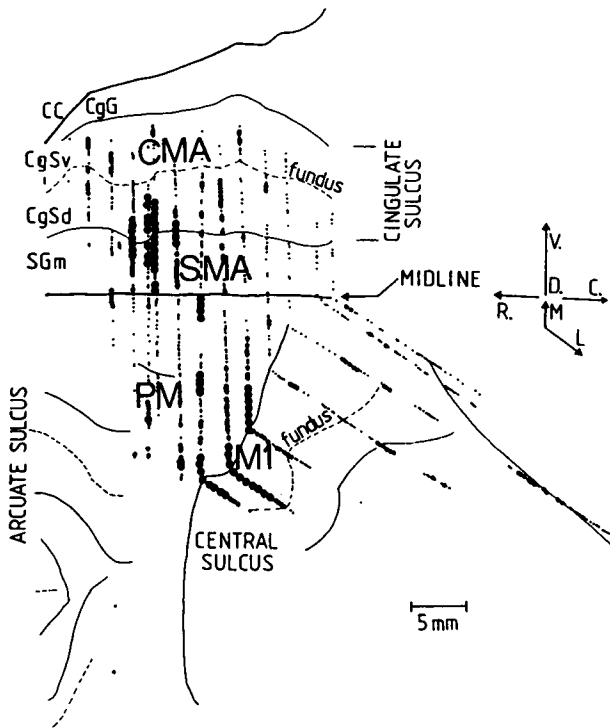 CC CgG
CgSv CMA
fundus
CINGULATE
SULCUS
CgSd
SGm SMA
MIDLINE
V.
D. C.
R. M
L
PM
ARCUATE SULCUS
fundus
M1
CENTRAL
SULCUS
5mm